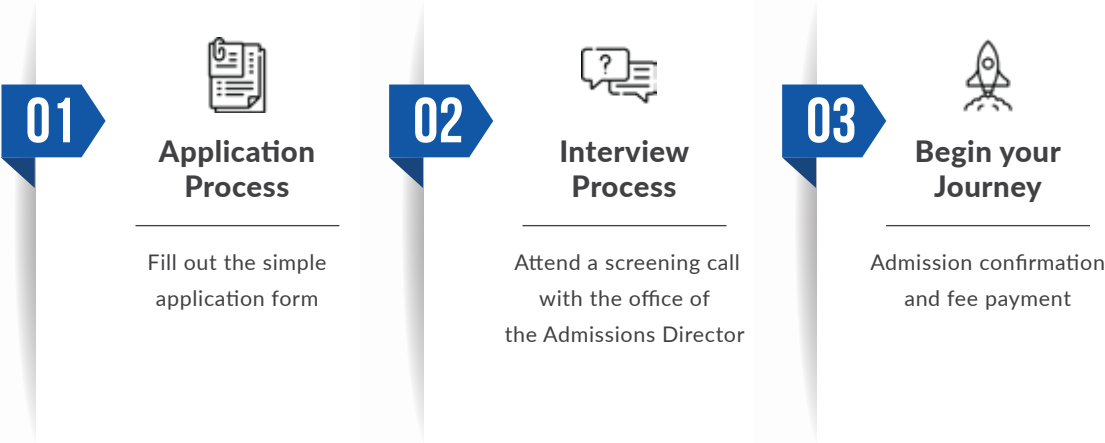 01
Application
Process
Fill out the simple
application form
02
?
Interview
Process
Attend a screening call
with the office of
the Admissions Director
03
Begin your
Journey
Admission confirmation
and fee payment